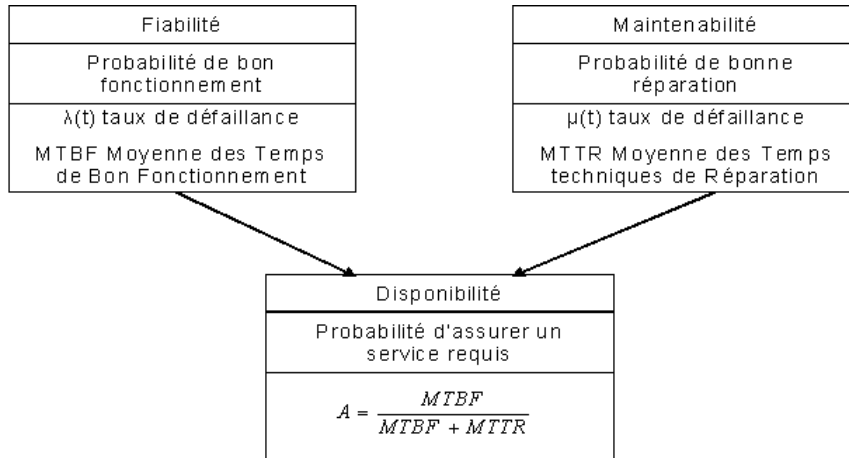 Fiabilité
Probabilité de bon
fonctionnement
λ(t) taux de défaillance
MTBF Moyenne des Temps
de Bon Fonctionnement
Maintenabilité
Probabilité de bonne
réparation
μ(t) taux de défaillance
MTTR Moyenne des Temps
techniques de Réparation
Disponibilité
Probabilité d'assurer un
service requis
A = MTBF / MTBF + MTTR